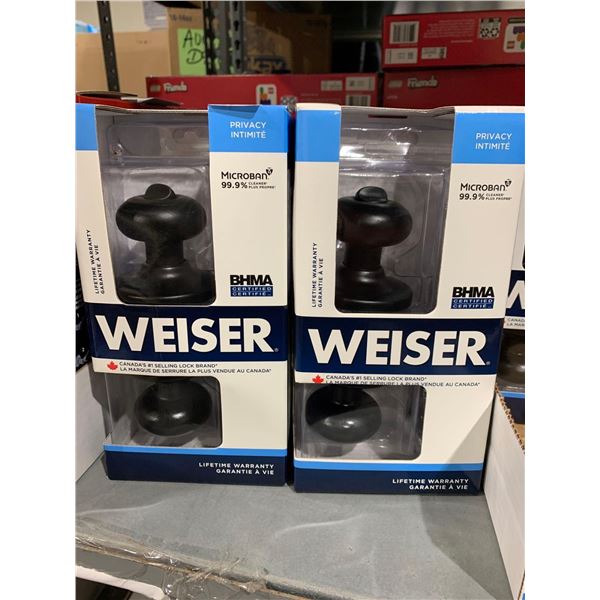 AU
D
Friends
Friends
PRIVACY
INTIMITÉ
MICROBAN
99.9% CLEANER*
PLUS PROPRE*
LIFETIME WARRANTY
GARANTIE À VIE
BHMA
CERTIFIED
CERTIFIÉ
WEISER®
CANADA'S #1 SELLING LOCK BRAND*
LA MARQUE DE SERRURE LA PLUS VENDUE AU CANADA*
LIFETIME WARRANTY
GARANTIE À VIE
PRIVACY
INTIMITÉ
MICROBAN
99.9% CLEANER*
PLUS PROPRE*
LIFETIME WARRANTY
GARANTIE À VIE
BHMA
CERTIFIED
CERTIFIÉ
WEISER®
CANADA'S #1 SELLING LOCK BRAND*
LA MARQUE DE SERRURE LA PLUS VENDUE AU CANADA*
LIFETIME WARRANTY
GARANTIE À VIE